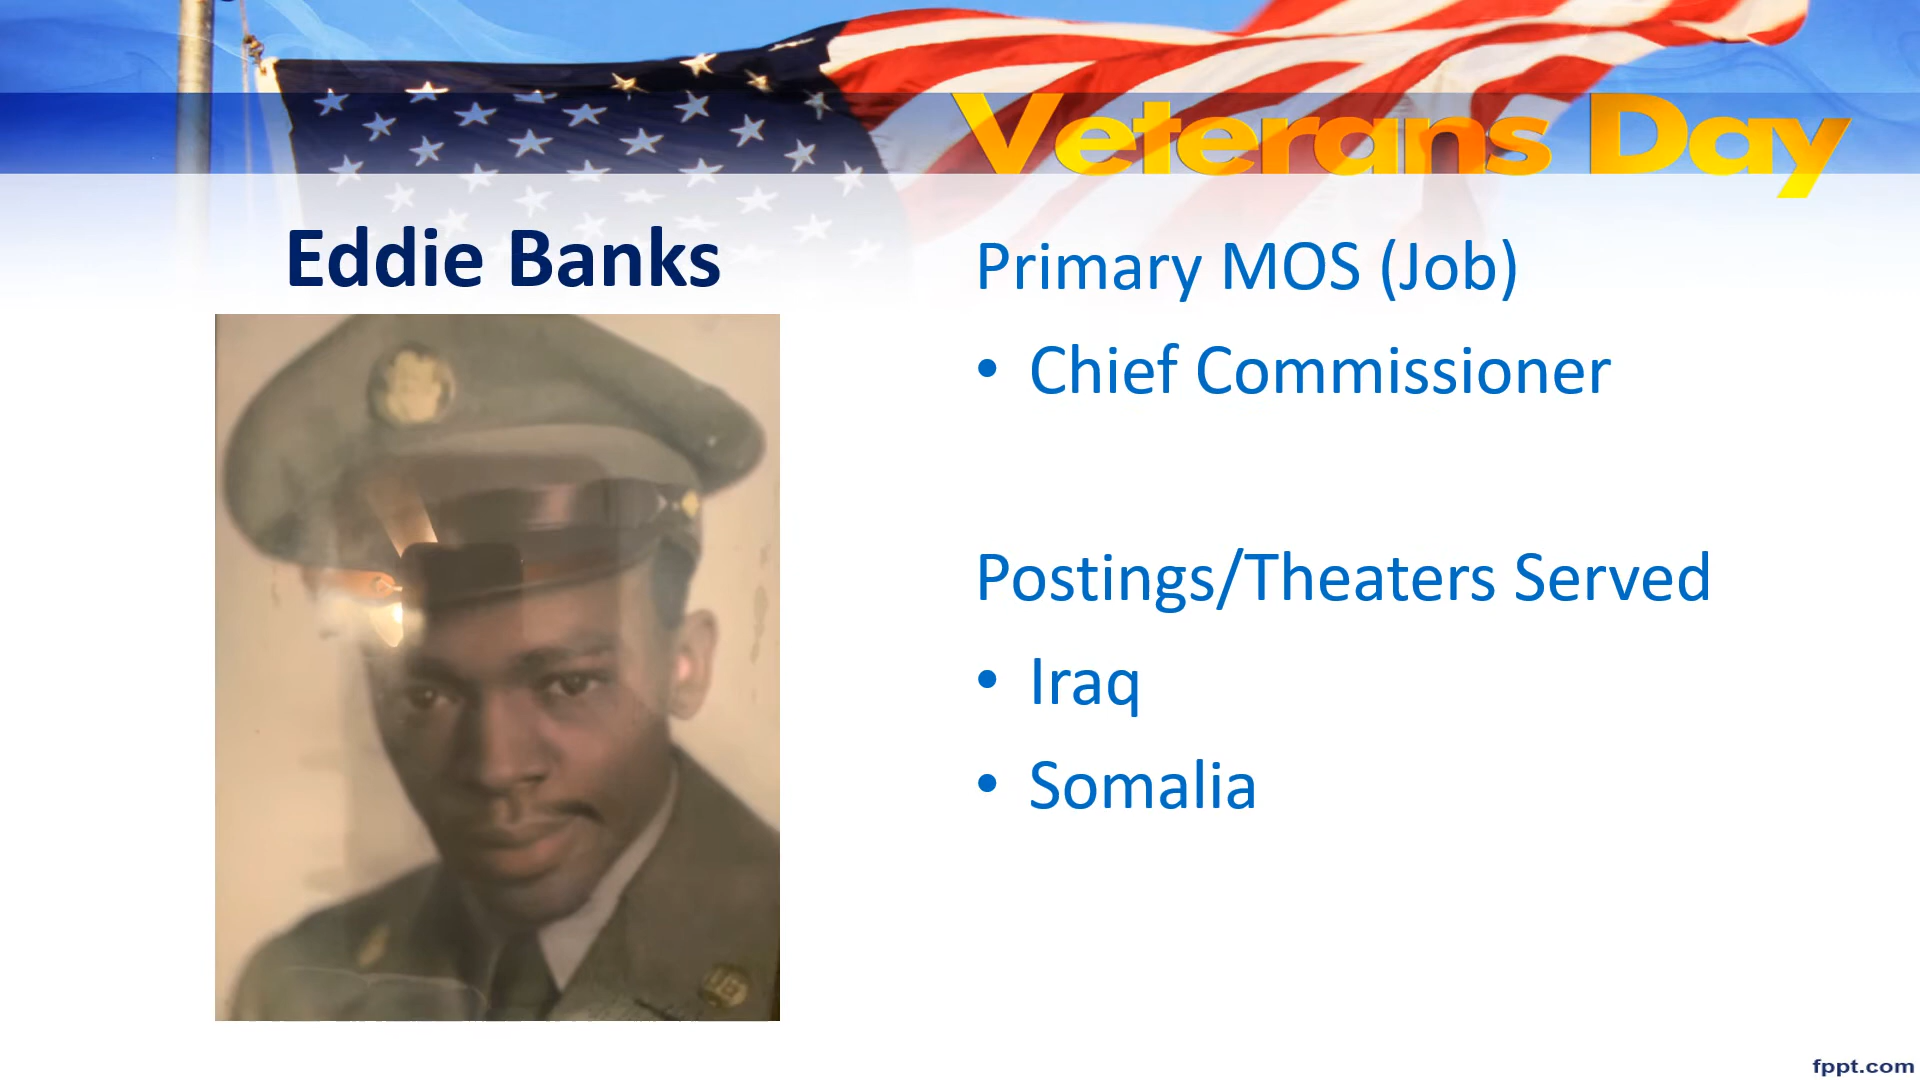 Veterans Day
Eddie Banks
Primary MOS (Job)
• Chief Commissioner
Postings/Theaters Served
• Iraq
• Somalia
fppt.com